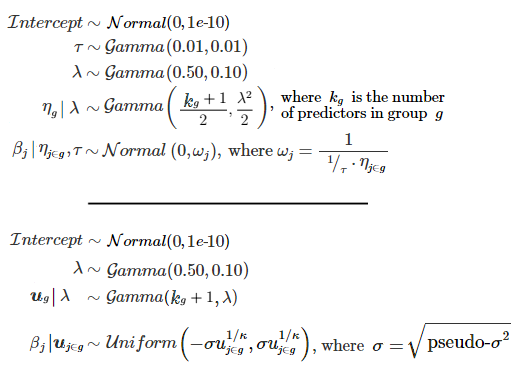 Intercept ∼ Normal(0, 1e-10)
τ ∼ Gamma(0.01, 0.01)
λ ∼ Gamma(0.50, 0.10)
η_g | λ ∼ Gamma( (k_g + 1)/2 , λ²/2 ), where k_g is the number
of predictors in group g
β_j | η_{j∈g}, τ ∼ Normal (0, ω_j), where ω_j = 1 / (1/τ · η_{j∈g})
Intercept ∼ Normal(0, 1e-10)
λ ∼ Gamma(0.50, 0.10)
u_g | λ ∼ Gamma(k_g + 1, λ)
β_j | u_{j∈g} ∼ Uniform( −σu_{j∈g}^{1/κ}, σu_{j∈g}^{1/κ} ), where σ = √(pseudo-σ²)